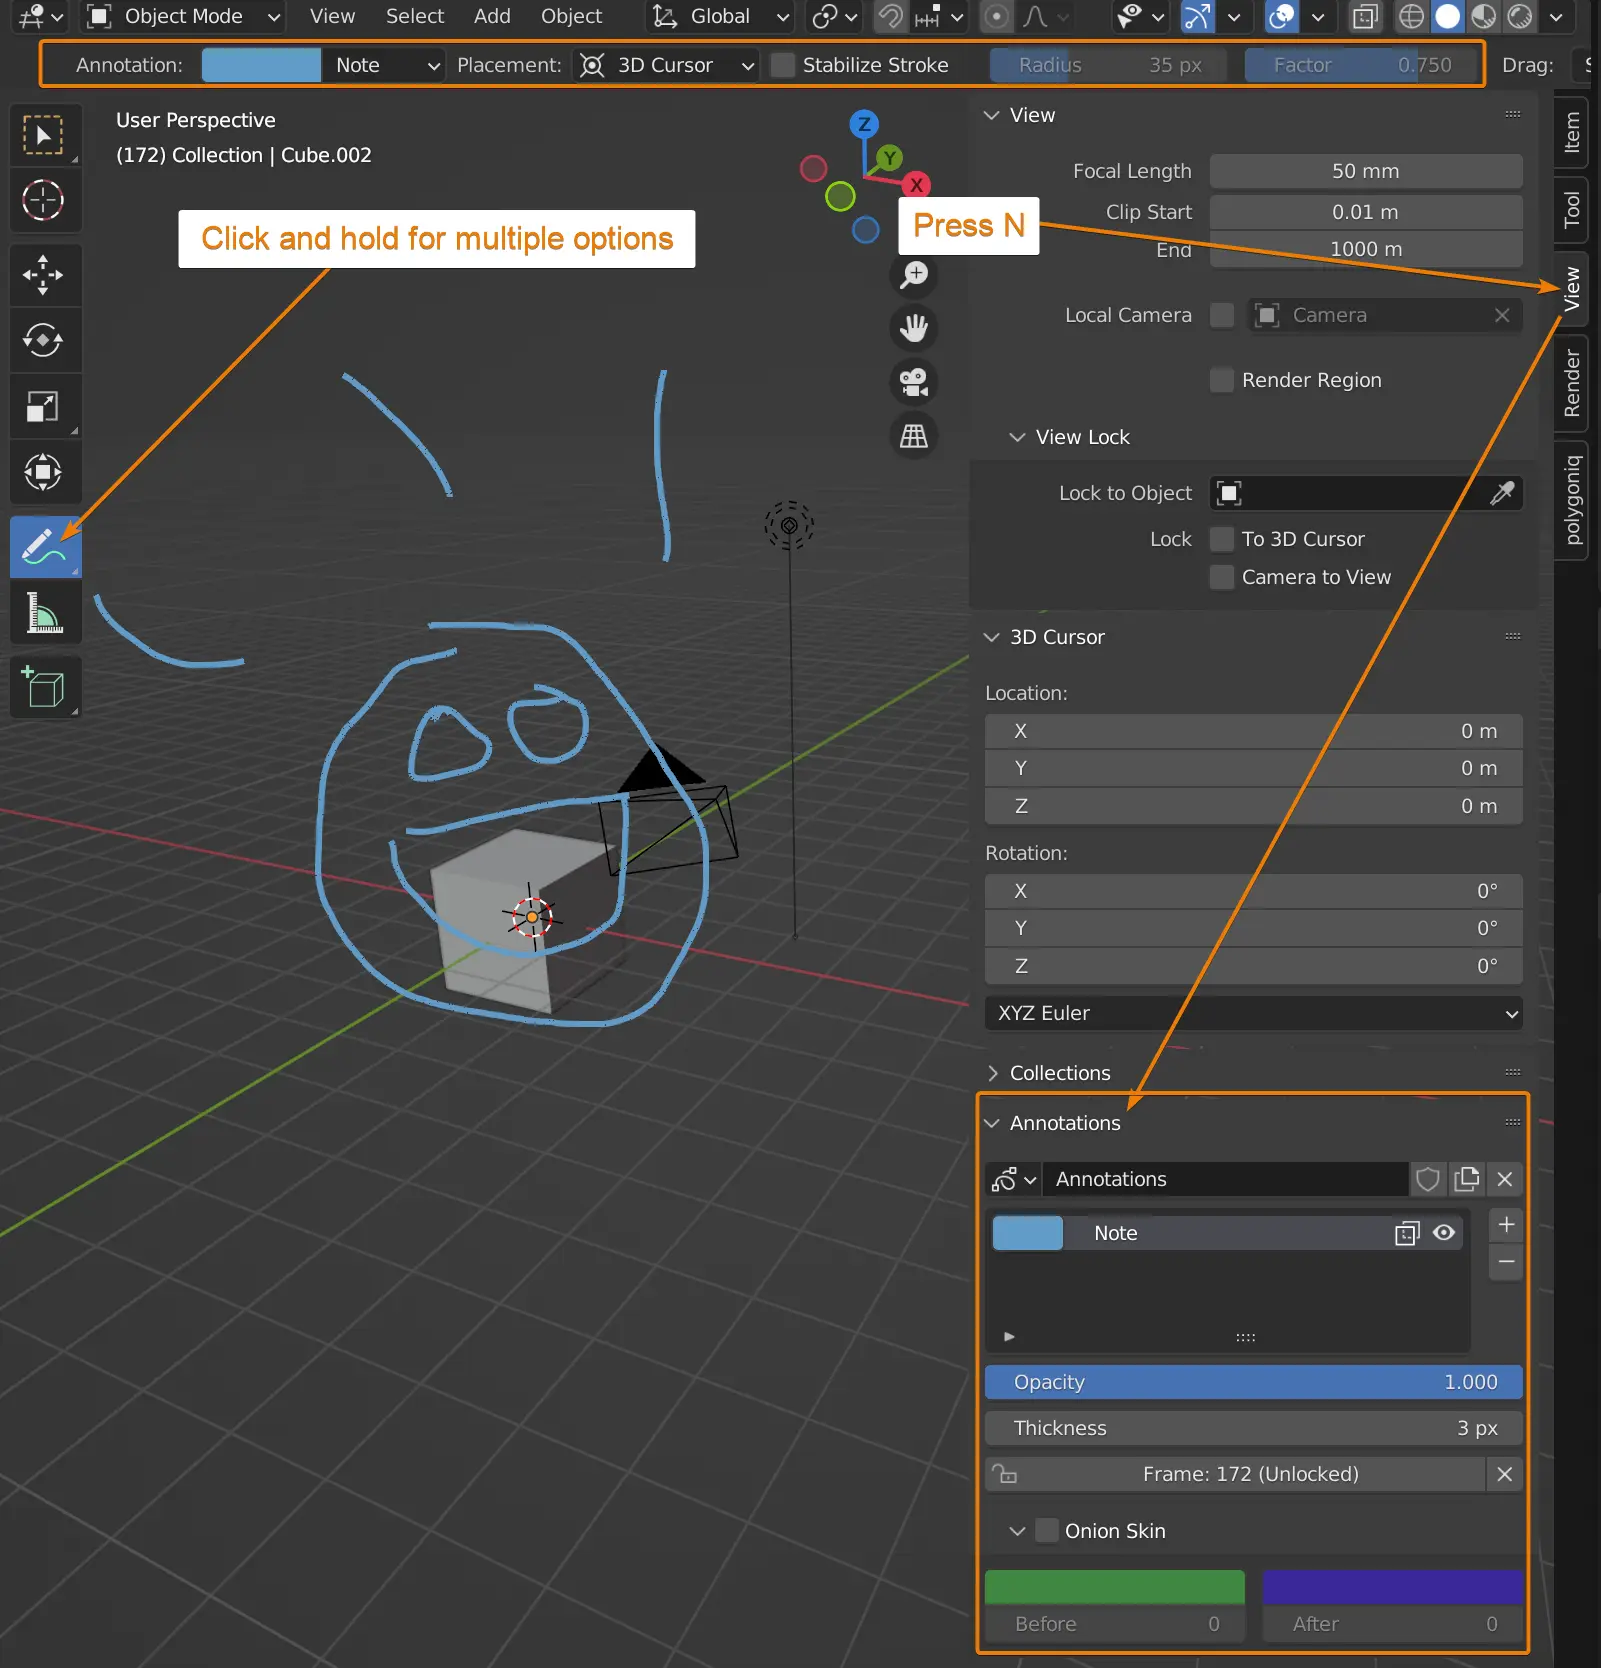 Object Mode View Select Add Object Global
Annotation: Note Placement: 3D Cursor Stabilize Stroke Radius 35 px Factor 0.750 Drag:
User Perspective
(172) Collection | Cube.002
Click and hold for multiple options
Z
Y
X
Press N
View
Focal Length 50 mm
Clip Start 0.01 m
End 1000 m
Local Camera Camera
Render Region
View Lock
Lock to Object
Lock To 3D Cursor
Camera to View
3D Cursor
Location:
X 0 m
Y 0 m
Z 0 m
Rotation:
X 0°
Y 0°
Z 0°
XYZ Euler
Collections
Annotations
Annotations
Note
Opacity 1.000
Thickness 3 px
Frame: 172 (Unlocked)
Onion Skin
Before 0 After 0
Item
Tool
View
Render
polygoniq